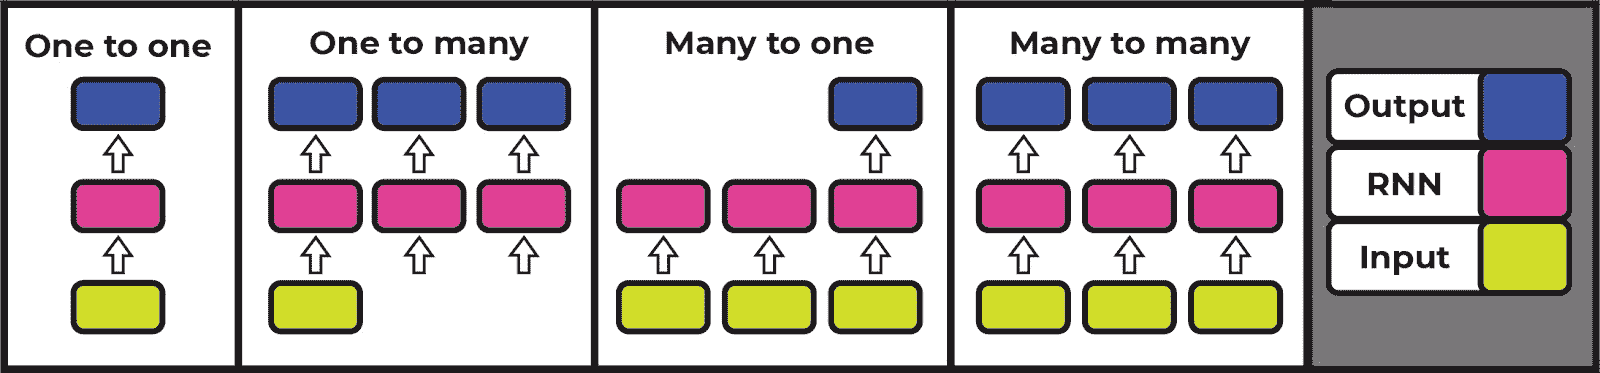 One to one
One to many
Many to one
Many to many
Output
RNN
Input